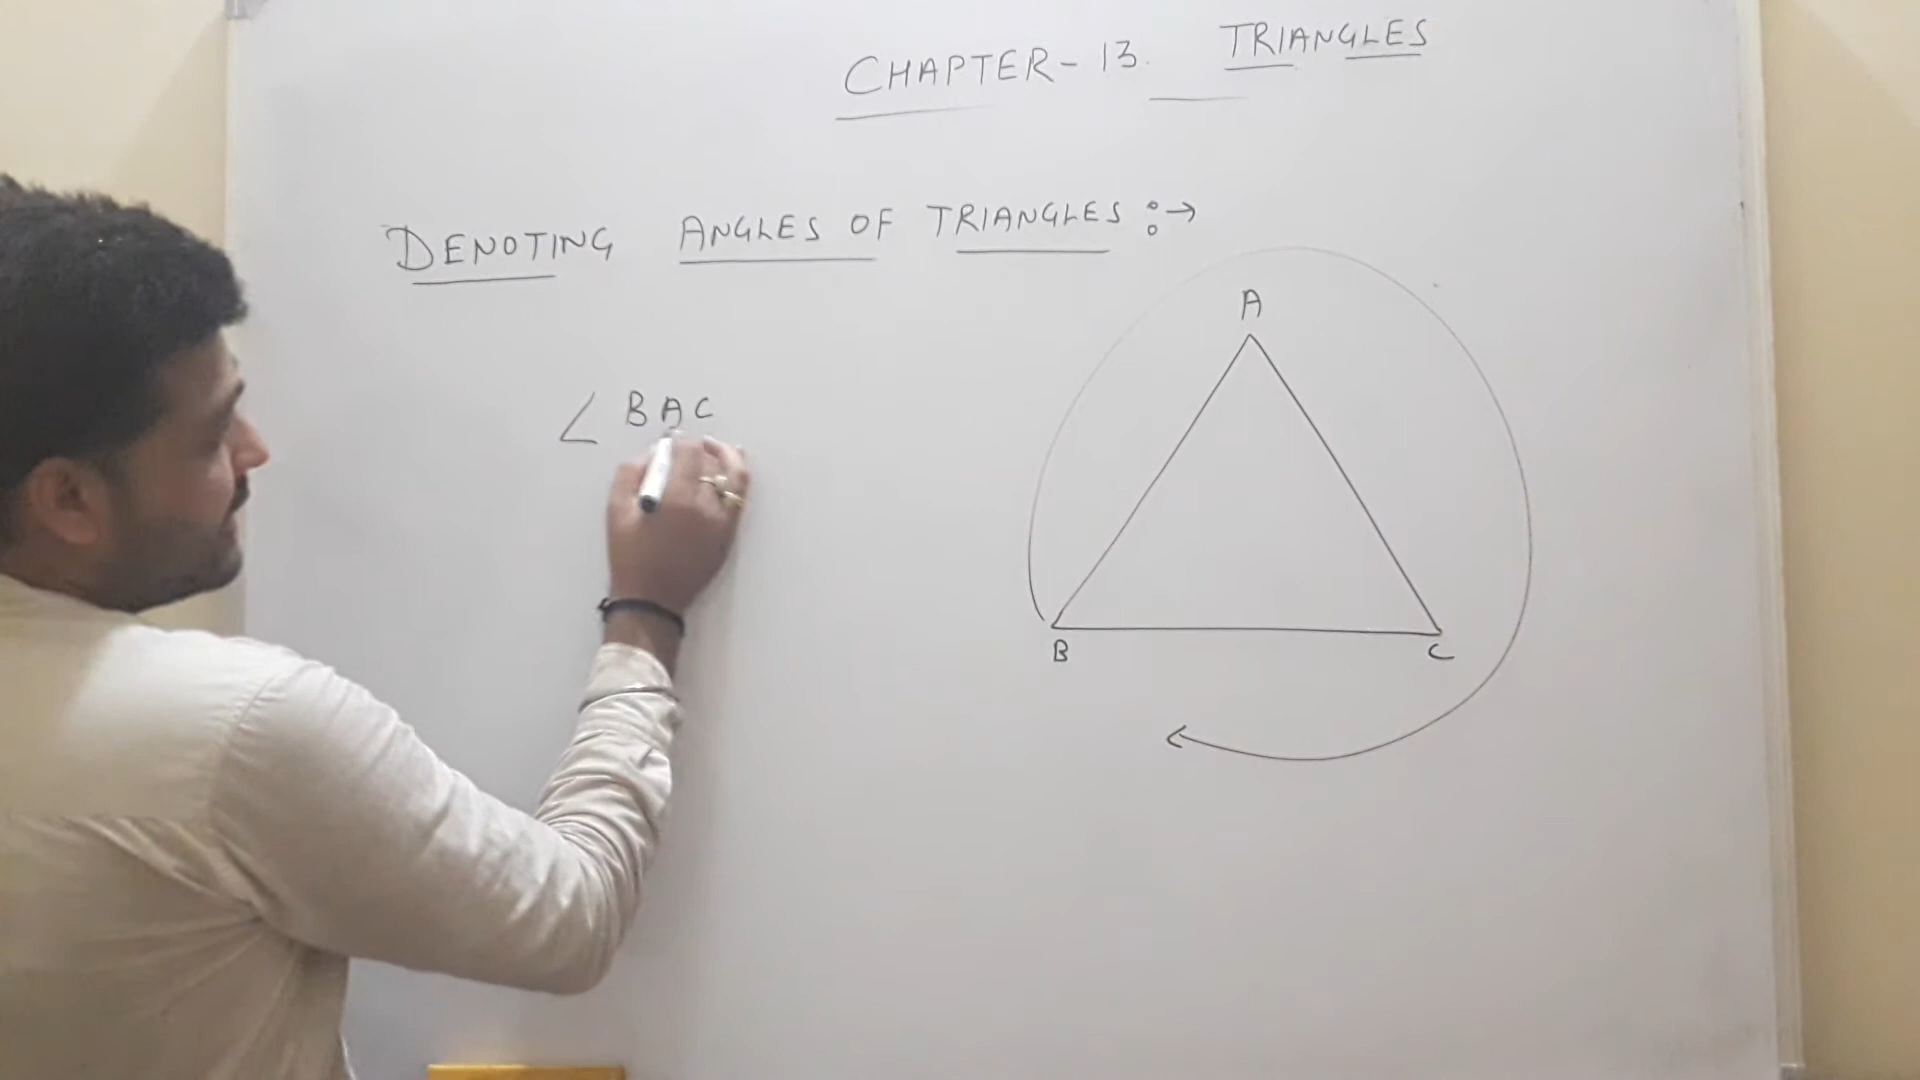 CHAPTER-13. TRIANGLES
DENOTING ANGLES OF TRIANGLES :→
A
∠ BAC
B
C